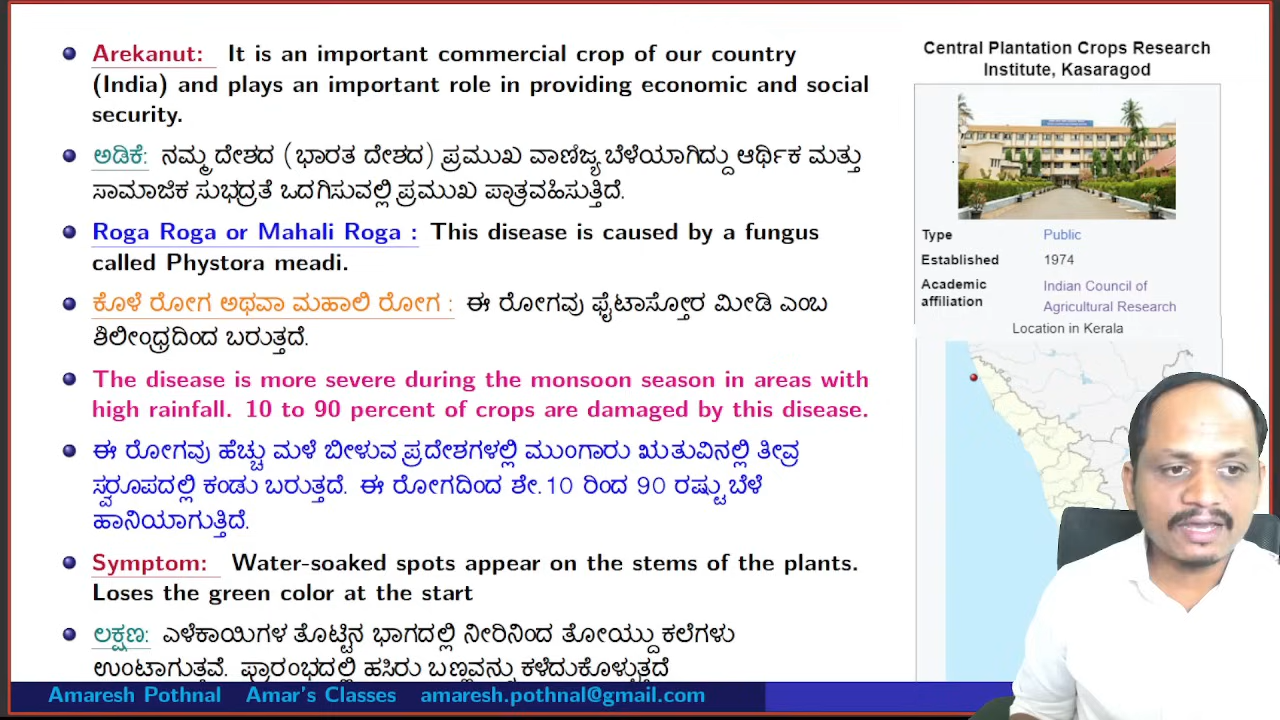 Arekanut: It is an important commercial crop of our country
(India) and plays an important role in providing economic and social
security.
ಅಡಿಕೆ: ನಮ್ಮ ದೇಶದ (ಭಾರತ ದೇಶದ) ಪ್ರಮುಖ ವಾಣಿಜ್ಯ ಬೆಳೆಯಾಗಿದ್ದು ಆರ್ಥಿಕ ಮತ್ತು
ಸಾಮಾಜಿಕ ಸುಭದ್ರತೆ ಒದಗಿಸುವಲ್ಲಿ ಪ್ರಮುಖ ಪಾತ್ರವಹಿಸುತ್ತಿದೆ.
Roga Roga or Mahali Roga : This disease is caused by a fungus
called Phystora meadi.
ಕೊಳೆ ರೋಗ ಅಥವಾ ಮಹಾಲಿ ರೋಗ : ಈ ರೋಗವು ಫೈಟಾಸ್ತೋರ ಮೀಡಿ ಎಂಬ
ಶಿಲೀಂಧ್ರದಿಂದ ಬರುತ್ತದೆ.
The disease is more severe during the monsoon season in areas with
high rainfall. 10 to 90 percent of crops are damaged by this disease.
ಈ ರೋಗವು ಹೆಚ್ಚು ಮಳೆ ಬೀಳುವ ಪ್ರದೇಶಗಳಲ್ಲಿ ಮುಂಗಾರು ಋತುವಿನಲ್ಲಿ ತೀವ್ರ
ಸ್ವರೂಪದಲ್ಲಿ ಕಂಡು ಬರುತ್ತದೆ. ಈ ರೋಗದಿಂದ ಶೇ.10 ರಿಂದ 90 ರಷ್ಟು ಬೆಳೆ
ಹಾನಿಯಾಗುತ್ತಿದೆ.
Symptom: Water-soaked spots appear on the stems of the plants.
Loses the green color at the start
ಲಕ್ಷಣ: ಎಳೆಕಾಯಿಗಳ ತೊಟ್ಟಿನ ಭಾಗದಲ್ಲಿ ನೀರಿನಿಂದ ತೋಯ್ದು ಕಲೆಗಳು
ಉಂಟಾಗುತ್ತವೆ. ಪ್ರಾರಂಭದಲ್ಲಿ ಹಸಿರು ಬಣ್ಣವನ್ನು ಕಳೆದುಕೊಳ್ಳುತ್ತದೆ
Central Plantation Crops Research
Institute, Kasaragod
Type Public
Established 1974
Academic affiliation Indian Council of
Agricultural Research
Location in Kerala
Amaresh Pothnal Amar's Classes amaresh.pothnal@gmail.com